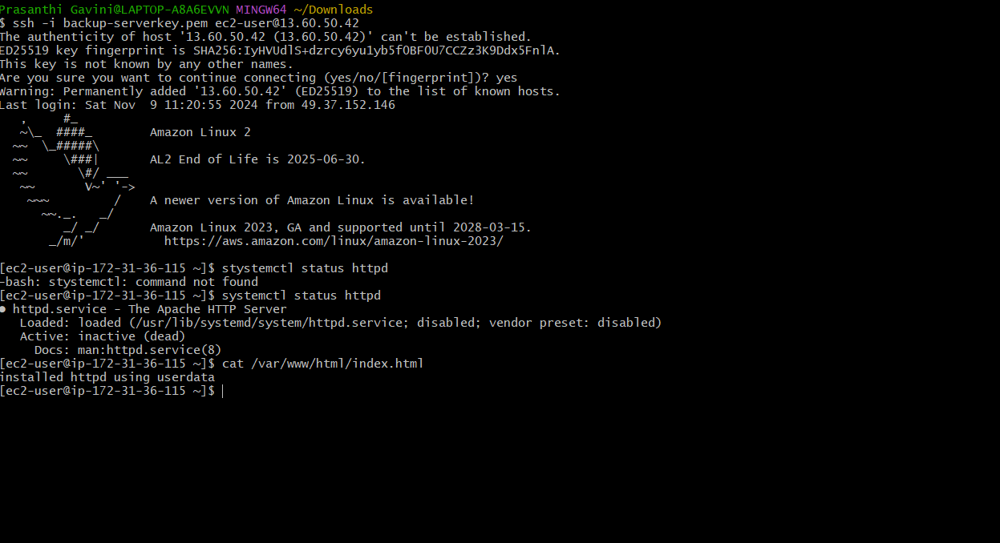 Prasanthi Gavini@LAPTOP-A8A6EVVN MINGW64 ~/Downloads
$ ssh -i backup-serverkey.pem ec2-user@13.60.50.42
The authenticity of host '13.60.50.42 (13.60.50.42)' can't be established.
ED25519 key fingerprint is SHA256:IyHVUdlS+dzrcy6yu1yb5fOBFOU7CCZz3K9Ddx5FnlA.
This key is not known by any other names.
Are you sure you want to continue connecting (yes/no/[fingerprint])? yes
Warning: Permanently added '13.60.50.42' (ED25519) to the list of known hosts.
Last login: Sat Nov  9 11:20:55 2024 from 49.37.152.146
   ,     #_
   ~\_  ####_        Amazon Linux 2
  ~~  \_#####\
  ~~     \###|       AL2 End of Life is 2025-06-30.
  ~~       \#/ ___
   ~~       V~' '->
    ~~~         /    A newer version of Amazon Linux is available!
      ~~._.   _/
         _/ _/       Amazon Linux 2023, GA and supported until 2028-03-15.
       _/m/'           https://aws.amazon.com/linux/amazon-linux-2023/
[ec2-user@ip-172-31-36-115 ~]$ stystemctl status httpd
-bash: stystemctl: command not found
[ec2-user@ip-172-31-36-115 ~]$ systemctl status httpd
● httpd.service - The Apache HTTP Server
   Loaded: loaded (/usr/lib/systemd/system/httpd.service; disabled; vendor preset: disabled)
   Active: inactive (dead)
     Docs: man:httpd.service(8)
[ec2-user@ip-172-31-36-115 ~]$ cat /var/www/html/index.html
installed httpd using userdata
[ec2-user@ip-172-31-36-115 ~]$